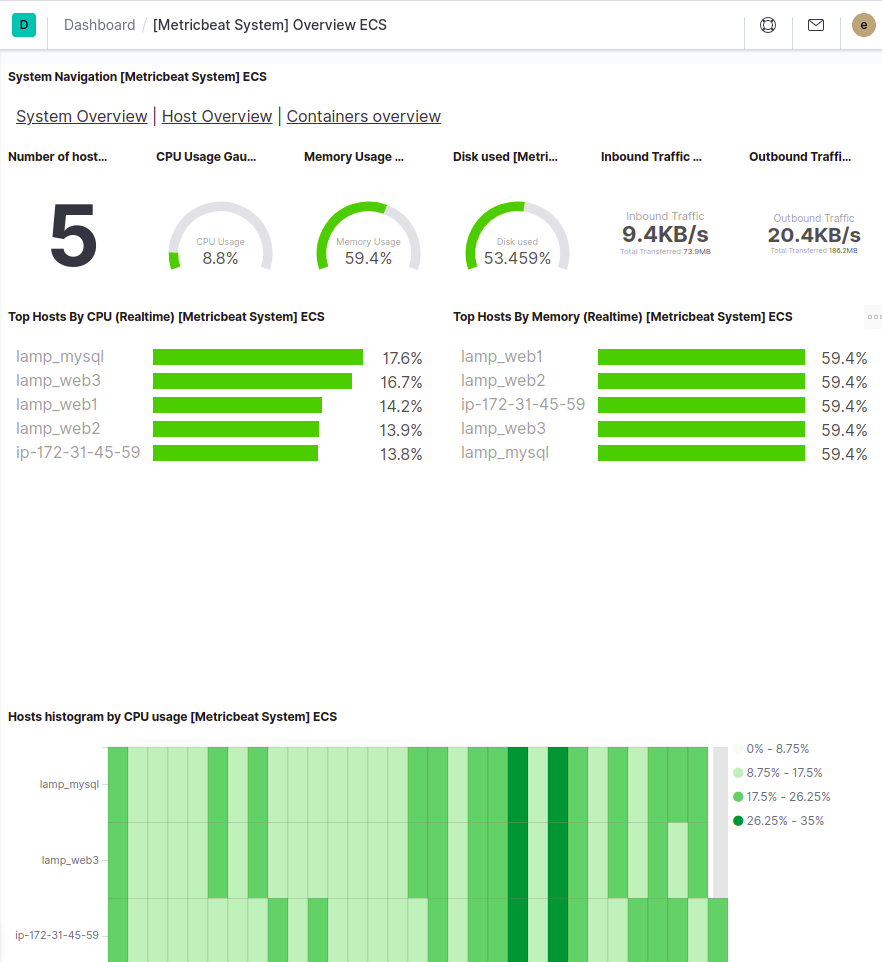 D Dashboard / [Metricbeat System] Overview ECS e
System Navigation [Metricbeat System] ECS
System Overview | Host Overview | Containers overview
Number of host... CPU Usage Gau... Memory Usage ... Disk used [Metri... Inbound Traffic ... Outbound Traffi...
5
CPU Usage
8.8%
Memory Usage
59.4%
Disk used
53.459%
Inbound Traffic
9.4KB/s
Total Transferred 73.9MB
Outbound Traffic
20.4KB/s
Total Transferred 186.2MB
Top Hosts By CPU (Realtime) [Metricbeat System] ECS
lamp_mysql 17.6%
lamp_web3 16.7%
lamp_web1 14.2%
lamp_web2 13.9%
ip-172-31-45-59 13.8%
Top Hosts By Memory (Realtime) [Metricbeat System] ECS
lamp_web1 59.4%
lamp_web2 59.4%
ip-172-31-45-59 59.4%
lamp_web3 59.4%
lamp_mysql 59.4%
Hosts histogram by CPU usage [Metricbeat System] ECS
lamp_mysql
lamp_web3
ip-172-31-45-59
0% - 8.75%
8.75% - 17.5%
17.5% - 26.25%
26.25% - 35%